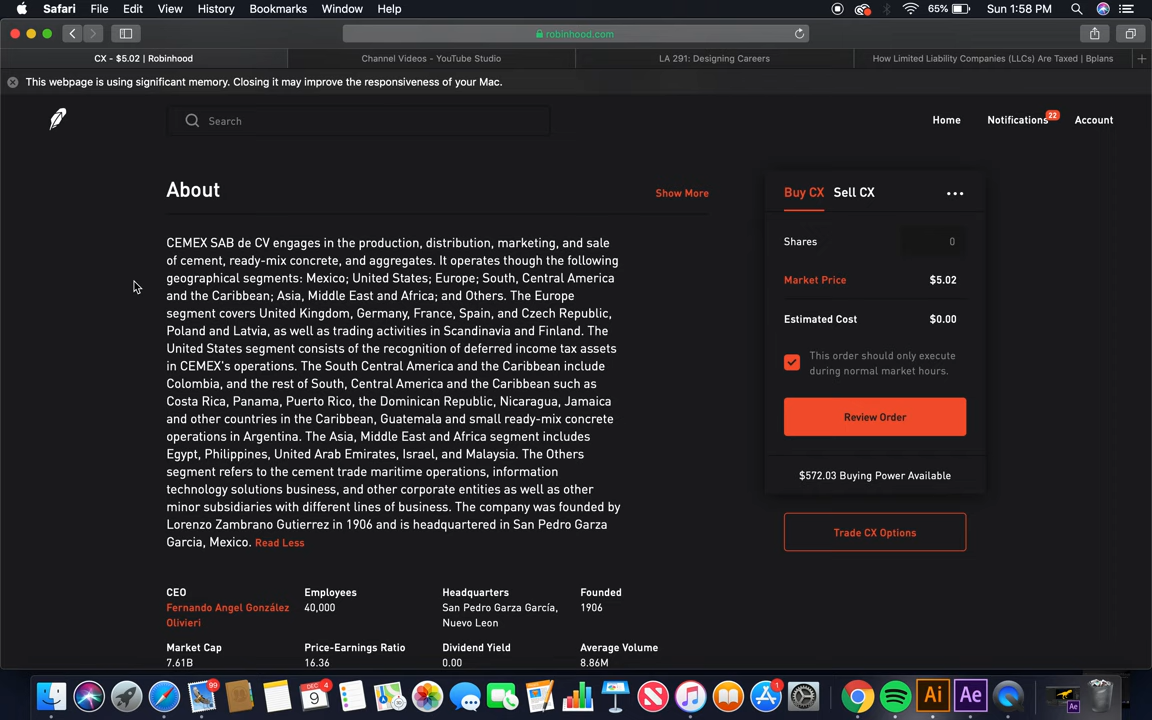 Safari File Edit View History Bookmarks Window Help 65% Sun 1:58 PM
robinhood.com
CX - $5.02 | Robinhood Channel Videos - YouTube Studio LA 291: Designing Careers How Limited Liability Companies (LLCs) Are Taxed | Bplans
This webpage is using significant memory. Closing it may improve the responsiveness of your Mac.
Search Home Notifications 22 Account
About Show More
CEMEX SAB de CV engages in the production, distribution, marketing, and sale
of cement, ready-mix concrete, and aggregates. It operates though the following
geographical segments: Mexico; United States; Europe; South, Central America
and the Caribbean; Asia, Middle East and Africa; and Others. The Europe
segment covers United Kingdom, Germany, France, Spain, and Czech Republic,
Poland and Latvia, as well as trading activities in Scandinavia and Finland. The
United States segment consists of the recognition of deferred income tax assets
in CEMEX's operations. The South Central America and the Caribbean include
Colombia, and the rest of South, Central America and the Caribbean such as
Costa Rica, Panama, Puerto Rico, the Dominican Republic, Nicaragua, Jamaica
and other countries in the Caribbean, Guatemala and small ready-mix concrete
operations in Argentina. The Asia, Middle East and Africa segment includes
Egypt, Philippines, United Arab Emirates, Israel, and Malaysia. The Others
segment refers to the cement trade maritime operations, information
technology solutions business, and other corporate entities as well as other
minor subsidiaries with different lines of business. The company was founded by
Lorenzo Zambrano Gutierrez in 1906 and is headquartered in San Pedro Garza
Garcia, Mexico. Read Less
CEO Employees Headquarters Founded
Fernando Angel González 40,000 San Pedro Garza García, 1906
Olivieri Nuevo Leon
Market Cap Price-Earnings Ratio Dividend Yield Average Volume
7.61B 16.36 0.00 8.86M
Buy CX Sell CX
Shares 0
Market Price $5.02
Estimated Cost $0.00
This order should only execute
during normal market hours.
Review Order
$572.03 Buying Power Available
Trade CX Options
99 DEC 9 4 1 Ai Ae Ae